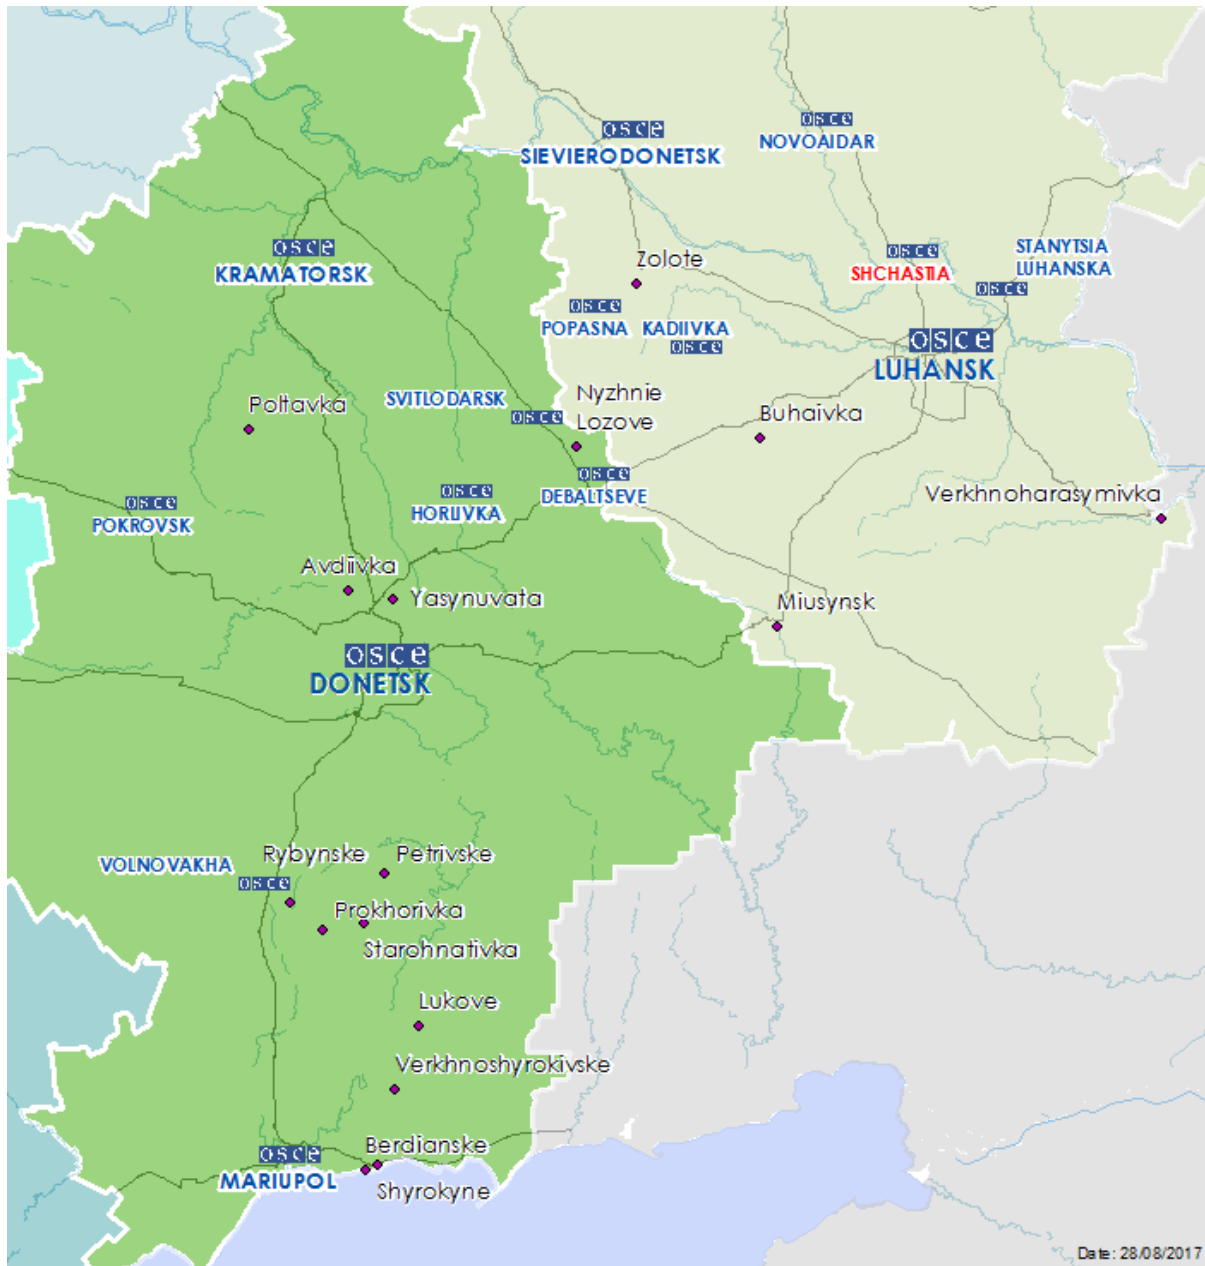 osce
NOVOAIDAR
osce
SIEVIERODONETSK
osce
KRAMATORSK
Zolote
osce
SHCHASTIA
STANYTSIA
LUHANSKA
osce
osce
POPASNA
KADIIVKA
osce
osce
LUHANSK
Poltavka
SVITLODARSK
osce
Nyzhnie
Lozove
Buhaivka
osce
POKROVSK
osce
HORLIVKA
osce
DEBALTSEVE
Verkhnoharasymivka
Avdiivka
Yasynuvata
Miusynsk
osce
DONETSK
VOLNOVAKHA
osce
Rybynske
Petrivske
Prokhorivka
Starohnativka
Lukove
Verkhnoshyrokivske
osce
MARIUPOL
Berdianske
Shyrokyne
Date: 28/08/2017